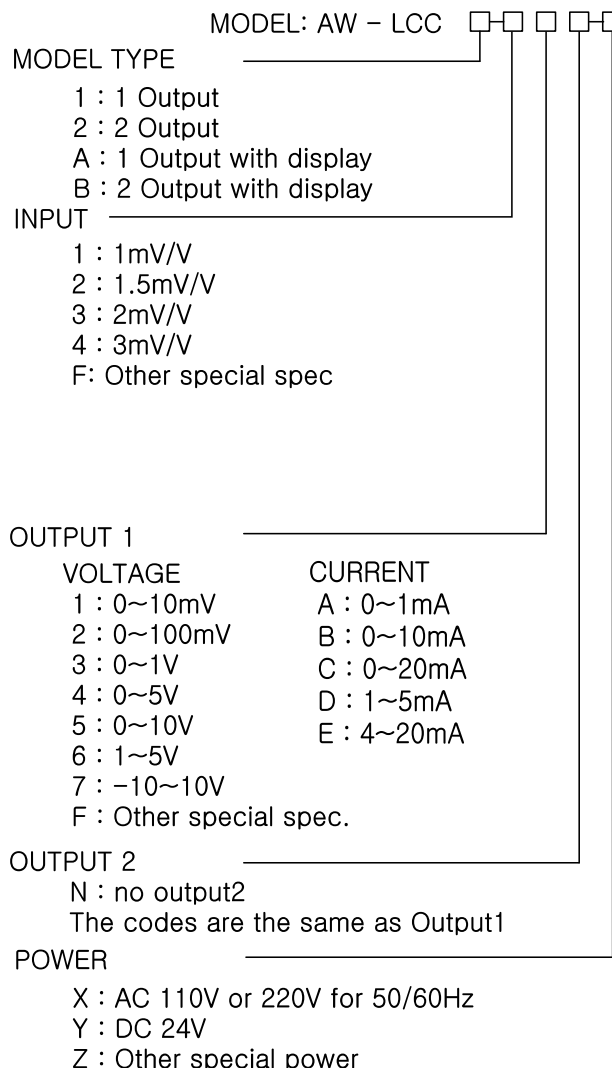 MODEL: AW - LCC □-□ □ □-□
MODEL TYPE
1 : 1 Output
2 : 2 Output
A : 1 Output with display
B : 2 Output with display
INPUT
1 : 1mV/V
2 : 1.5mV/V
3 : 2mV/V
4 : 3mV/V
F: Other special spec
OUTPUT 1
VOLTAGE
1 : 0~10mV
2 : 0~100mV
3 : 0~1V
4 : 0~5V
5 : 0~10V
6 : 1~5V
7 : -10~10V
F : Other special spec.
CURRENT
A : 0~1mA
B : 0~10mA
C : 0~20mA
D : 1~5mA
E : 4~20mA
OUTPUT 2
N : no output2
The codes are the same as Output1
POWER
X : AC 110V or 220V for 50/60Hz
Y : DC 24V
Z : Other special power